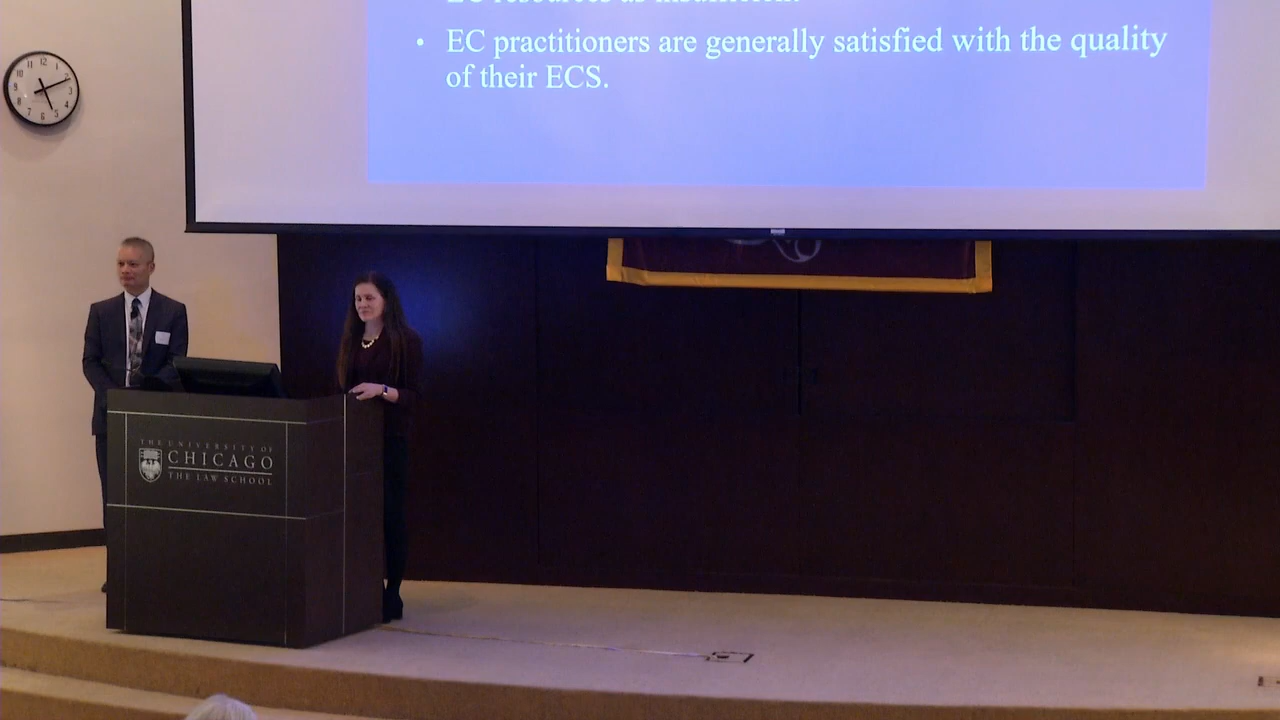 • EC practitioners are generally satisfied with the quality
of their ECS.
THE UNIVERSITY OF
CHICAGO
THE LAW SCHOOL